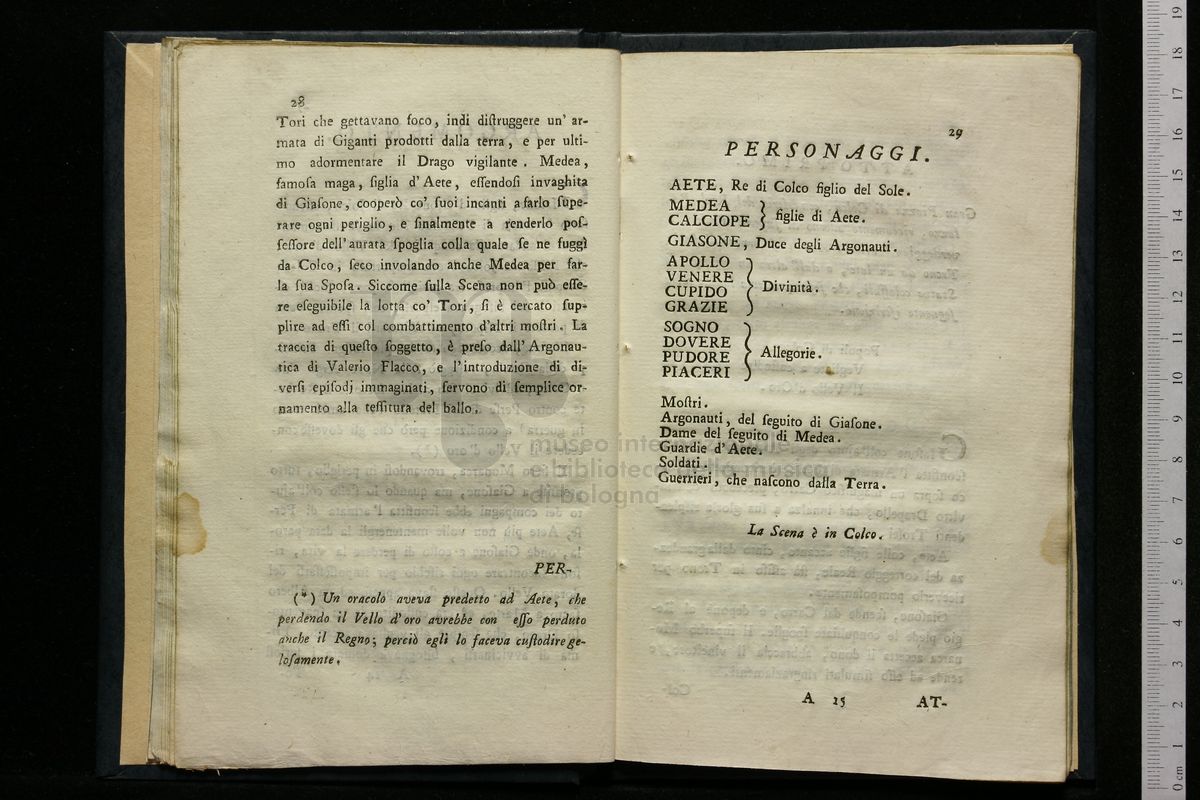 28
Tori che gettavano foco, indi diſtruggere un' ar-
mata di Giganti prodotti dalla terra, e per ulti-
mo adormentare il Drago vigilante. Medea,
famoſa maga, figlia d'Aete, eſſendoſi invaghita
di Giaſone, cooperò co' ſuoi incanti a farlo ſupe-
rare ogni periglio, e finalmente a renderlo poſ-
ſeſſore dell'aurata ſpoglia colla quale ſe ne fuggì
da Colco, ſeco involando anche Medea per far-
la ſua Spoſa. Siccome ſulla Scena non può eſſe-
re eſeguibile la lotta co' Tori, ſi è cercato ſup-
plire ad eſſi col combattimento d'altri moſtri. La
traccia di queſto ſoggetto, è preſo dall'Argonau-
tica di Valerio Flacco, e l'introduzione di di-
verſi epiſodj immaginati, ſervono di ſemplice or-
namento alla teſſitura del ballo.
PER-
(*) Un oracolo aveva predetto ad Aete, che
perdendo il Vello d'oro avrebbe con eſſo perduto
anche il Regno; perciò egli lo faceva cuſtodire ge-
loſamente.
29
PERSONAGGI.
AETE, Re di Colco figlio del Sole.
MEDEA
CALCIOPE } figlie di Aete.
GIASONE, Duce degli Argonauti.
APOLLO
VENERE
CUPIDO } Divinità.
GRAZIE
SOGNO
DOVERE
PUDORE } Allegorie.
PIACERI
Moſtri.
Argonauti, del ſeguito di Giaſone.
Dame del ſeguito di Medea.
Guardie d'Aete.
Soldati.
Guerrieri, che naſcono dalla Terra.
La Scena è in Colco.
A 15 AT-
museo internazionale
e biblioteca della musica
di bologna